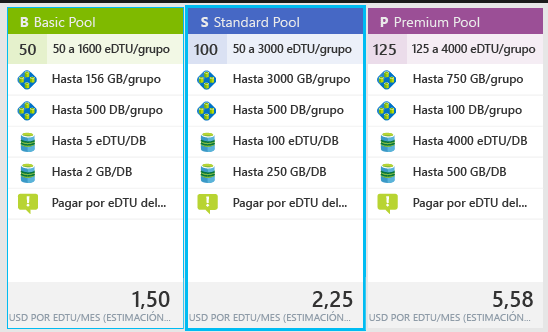 B Basic Pool
50 50 a 1600 eDTU/grupo
Hasta 156 GB/grupo
Hasta 500 DB/grupo
Hasta 5 eDTU/DB
Hasta 2 GB/DB
Pagar por eDTU del...
1,50
USD POR EDTU/MES (ESTIMACIÓN...
S Standard Pool
100 50 a 3000 eDTU/grupo
Hasta 3000 GB/grupo
Hasta 500 DB/grupo
Hasta 100 eDTU/DB
Hasta 250 GB/DB
Pagar por eDTU del...
2,25
USD POR EDTU/MES (ESTIMACIÓN...
P Premium Pool
125 125 a 4000 eDTU/grupo
Hasta 750 GB/grupo
Hasta 100 DB/grupo
Hasta 4000 eDTU/DB
Hasta 500 GB/DB
Pagar por eDTU del...
5,58
USD POR EDTU/MES (ESTIMACIÓN...